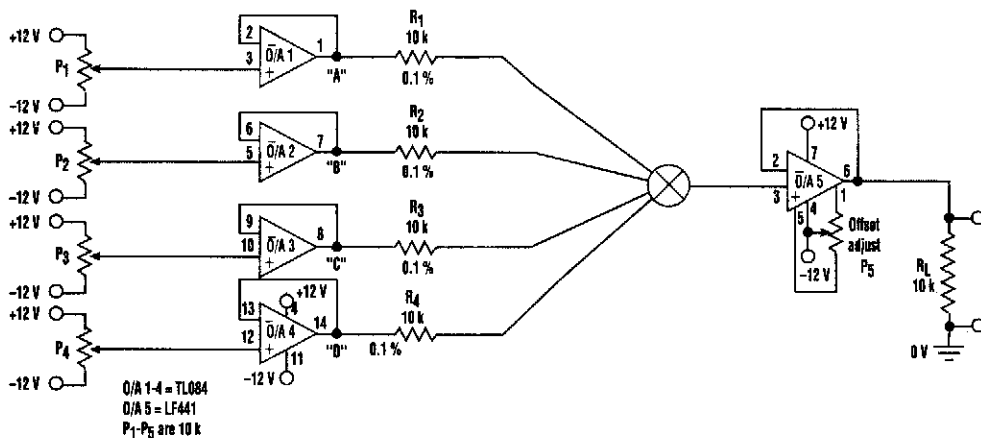 +12 V
P1
−12 V
2
3
O/A 1
+
1
"A"
R1
10 k
0.1 %
+12 V
P2
−12 V
6
5
O/A 2
+
7
"B"
R2
10 k
0.1 %
+12 V
P3
−12 V
9
10
O/A 3
+
8
"C"
R3
10 k
0.1 %
+12 V
P4
−12 V
13
12
O/A 4
+
+12 V
4
14
"D"
11
−12 V
R4
10 k
0.1 %
+12 V
7
2
3
O/A 5
+
6
1
5
4
−12 V
Offset
adjust
P5
RL
10 k
0 V
O/A 1-4 = TL084
O/A 5 = LF441
P1-P5 are 10 k